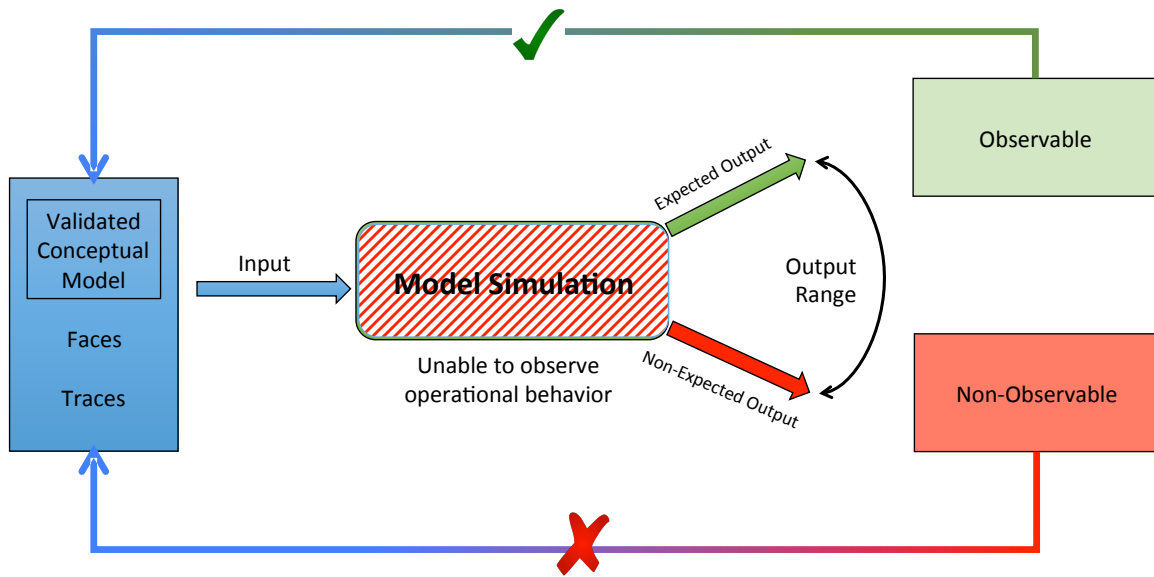 Validated
Conceptual
Model
Faces
Traces
Input
Model Simulation
Unable to observe
operational behavior
Expected Output
Non-Expected Output
Output
Range
Observable
Non-Observable